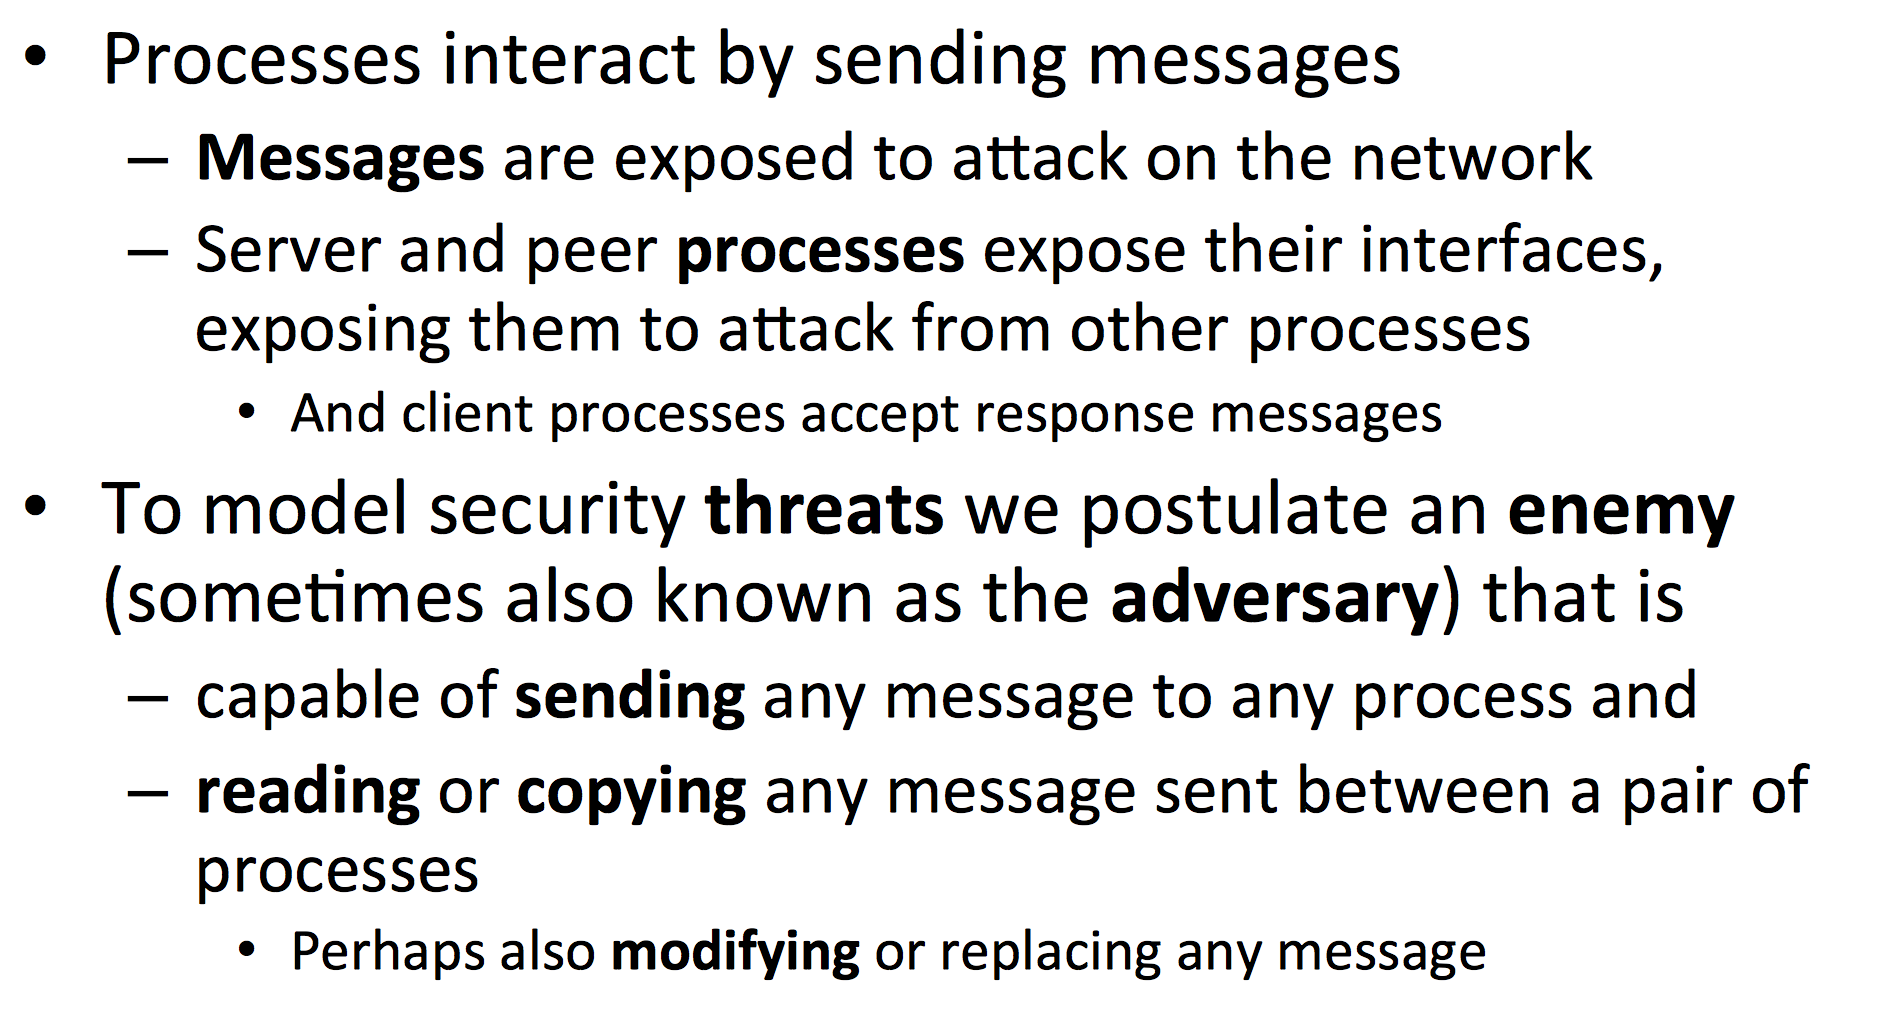 • Processes interact by sending messages
– Messages are exposed to attack on the network
– Server and peer processes expose their interfaces,
exposing them to attack from other processes
• And client processes accept response messages
• To model security threats we postulate an enemy
(sometimes also known as the adversary) that is
– capable of sending any message to any process and
– reading or copying any message sent between a pair of
processes
• Perhaps also modifying or replacing any message